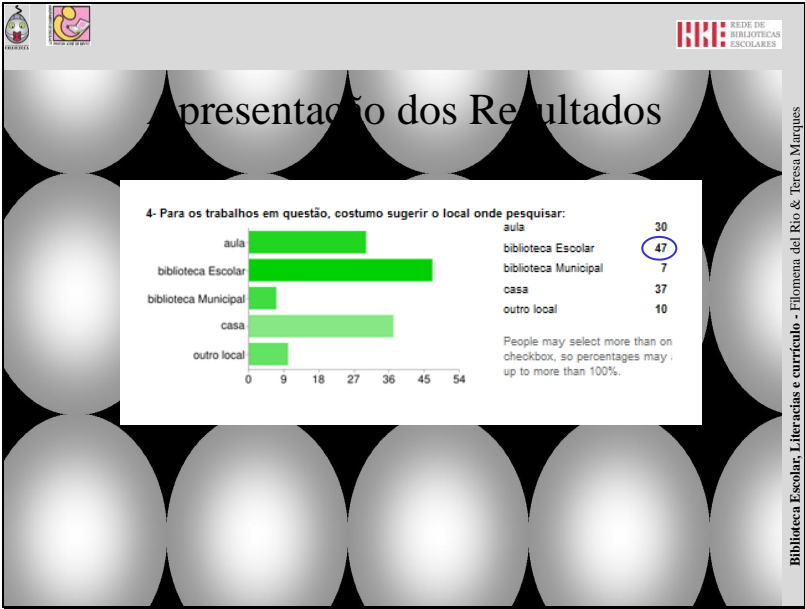 REDE DE
BIBLIOTECAS
ESCOLARES
Apresentação dos Resultados
4- Para os trabalhos em questão, costumo sugerir o local onde pesquisar:
aula
biblioteca Escolar
biblioteca Municipal
casa
outro local
0 9 18 27 36 45 54
aula 30
biblioteca Escolar 47
biblioteca Municipal 7
casa 37
outro local 10
People may select more than on
checkbox, so percentages may
up to more than 100%.
Biblioteca Escolar, Literacias e currículo - Filomena del Rio & Teresa Marques